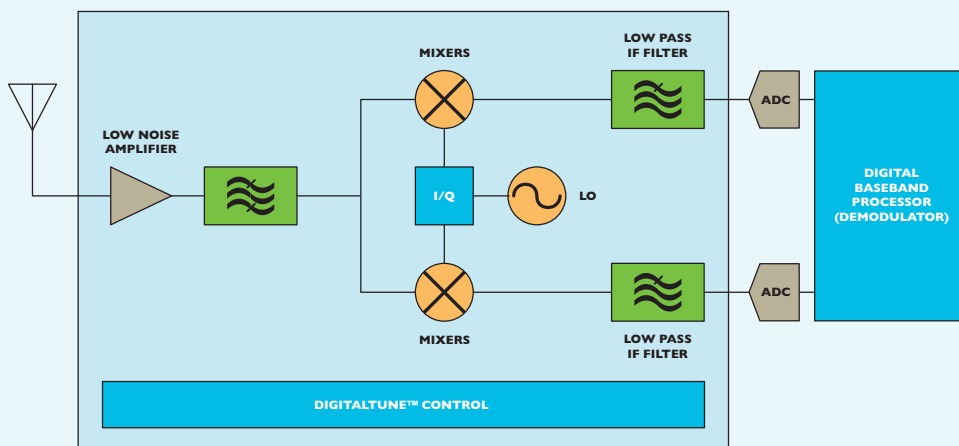 MIXERS
LOW PASS
IF FILTER
ADC
LOW NOISE
AMPLIFIER
I/Q
LO
DIGITAL
BASEBAND
PROCESSOR
(DEMODULATOR)
ADC
MIXERS
LOW PASS
IF FILTER
DIGITALTUNE™ CONTROL